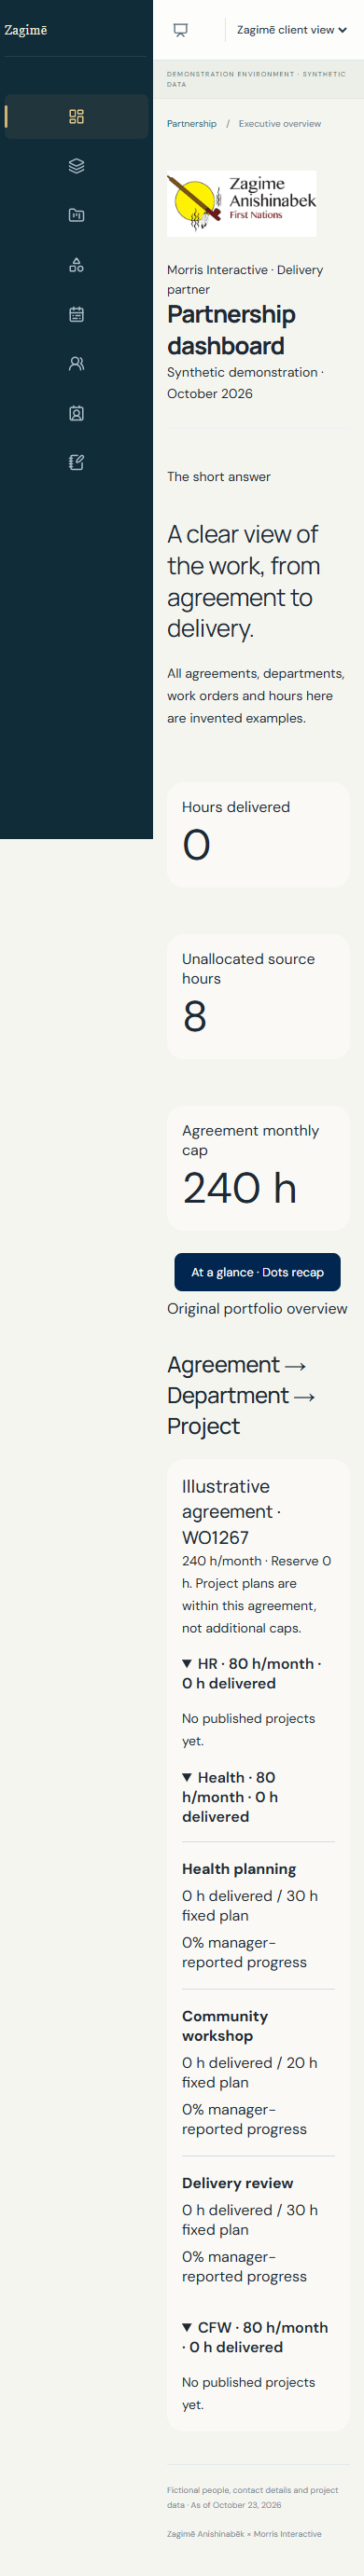 Zagimē
Zagimē client view
DEMONSTRATION ENVIRONMENT · SYNTHETIC
DATA
Partnership / Executive overview
Zagime
Anishinabek
First Nations
Morris Interactive · Delivery
partner
Partnership
dashboard
Synthetic demonstration ·
October 2026
The short answer
A clear view of
the work, from
agreement to
delivery.
All agreements, departments,
work orders and hours here
are invented examples.
Hours delivered
0
Unallocated source
hours
8
Agreement monthly
cap
240 h
At a glance · Dots recap
Original portfolio overview
Agreement →
Department →
Project
Illustrative
agreement ·
WO1267
240 h/month · Reserve 0
h. Project plans are
within this agreement,
not additional caps.
▼ HR · 80 h/month ·
0 h delivered
No published projects
yet.
▼ Health · 80
h/month · 0 h
delivered
Health planning
0 h delivered / 30 h
fixed plan
0% manager-
reported progress
Community
workshop
0 h delivered / 20 h
fixed plan
0% manager-
reported progress
Delivery review
0 h delivered / 30 h
fixed plan
0% manager-
reported progress
▼ CFW · 80 h/month
· 0 h delivered
No published projects
yet.
Fictional people, contact details and project
data · As of October 23, 2026
Zagimē Anishinabēk × Morris Interactive